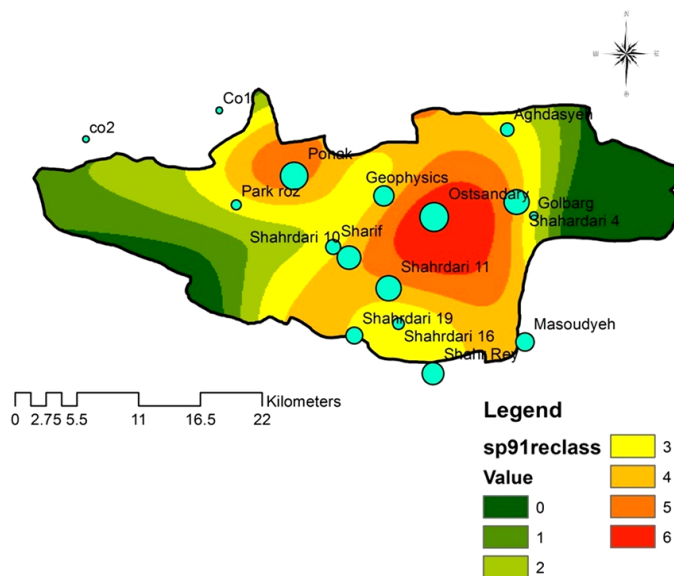 Co1
co2
Aghdasyeh
Ponak
Geophysics
Park roz
Ostsandary
Golbarg
Shahardari 4
Shahrdari 10
Sharif
Shahrdari 11
Shahrdari 19
Shahrdari 16
Masoudyeh
Shahr Rey
Kilometers
0 2.75 5.5 11 16.5 22
Legend
sp91reclass
Value
0
1
2
3
4
5
6